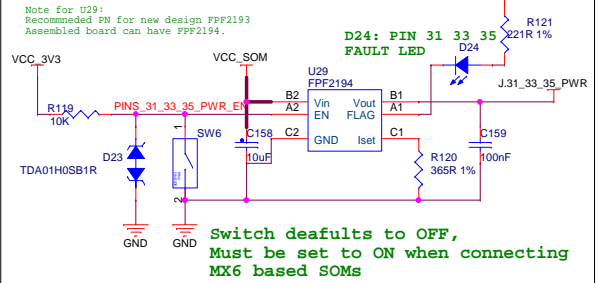 Note for U29:
Recommneded PN for new design FPF2193
Assembled board can have FPF2194.
R121
221R 1%
D24: PIN 31 33 35
FAULT LED
D24
VCC_3V3
VCC_SOM
U29
FPF2194
J.31_33_35_PWR
R119
10K
PINS_31_33_35_PWR_EN
B2
Vin
Vout
B1
A2
EN
FLAG
A1
C2
GND
Iset
C1
1
SW6
C158
10uF
C159
100nF
D23
TDA01H0SB1R
R120
365R 1%
2
GND
GND
Switch deafults to OFF,
Must be set to ON when connecting
MX6 based SOMs